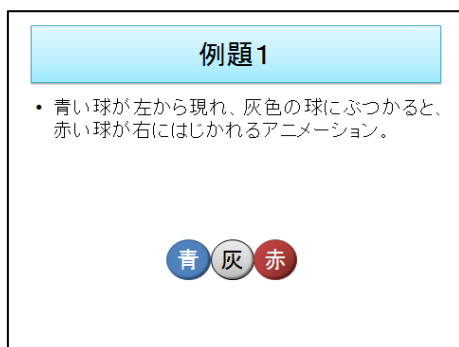 例題1
• 青い球が左から現れ、灰色の球にぶつかると、
赤い球が右にはじかれるアニメーション。
青 灰 赤